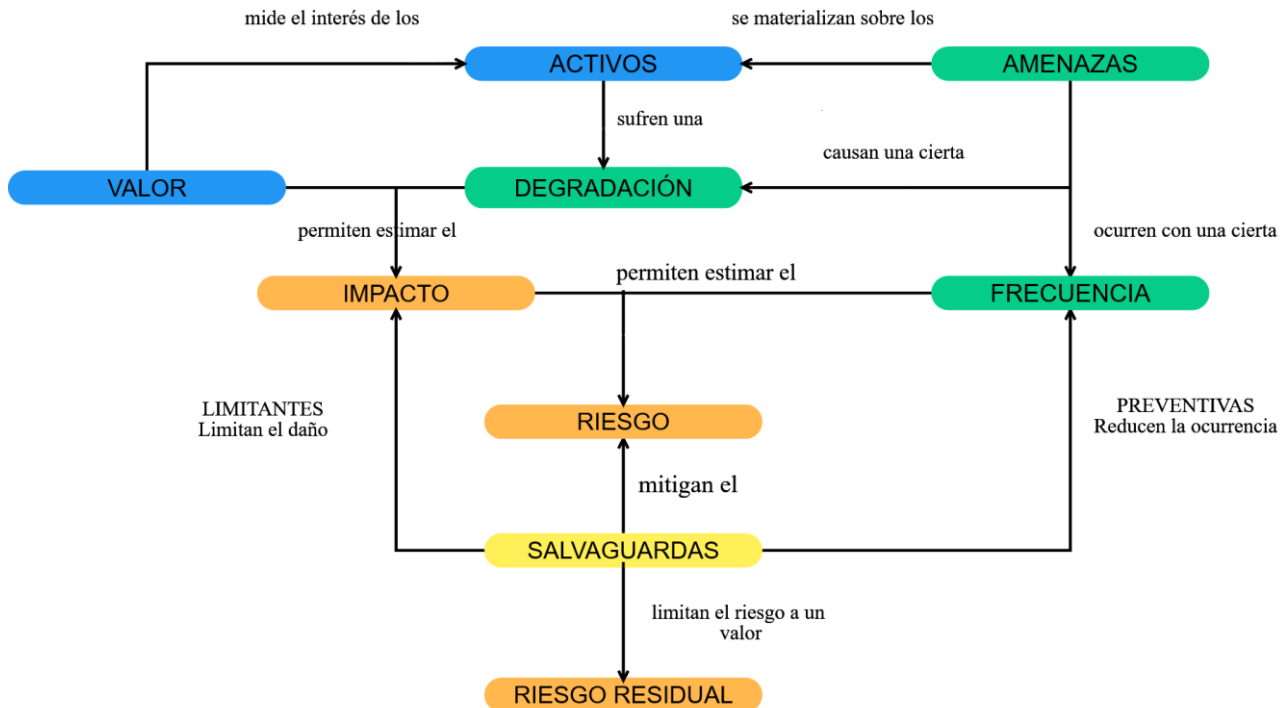 mide el interés de los
se materializan sobre los
ACTIVOS
AMENAZAS
sufren una
causan una cierta
VALOR
DEGRADACIÓN
permiten estimar el
ocurren con una cierta
permiten estimar el
IMPACTO
FRECUENCIA
LIMITANTES
Limitan el daño
PREVENTIVAS
Reducen la ocurrencia
RIESGO
mitigan el
SALVAGUARDAS
limitan el riesgo a un
valor
RIESGO RESIDUAL